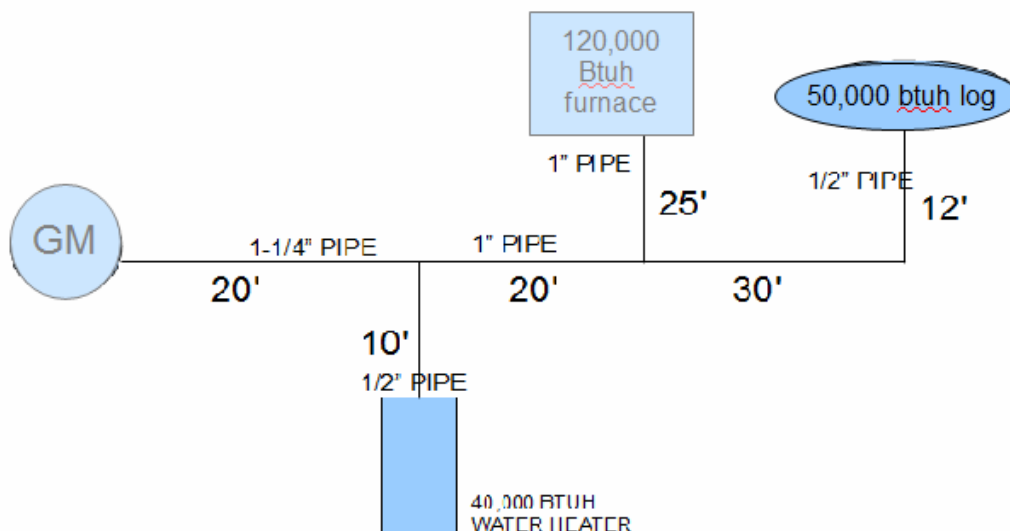 120,000
Btuh
furnace
50,000 btuh log
1" PIPE
1/2" PIPE
25'
12'
GM
1-1/4" PIPE
1" PIPE
20'
20'
30'
10'
1/2" PIPE
40,000 BTUH
WATER HEATER